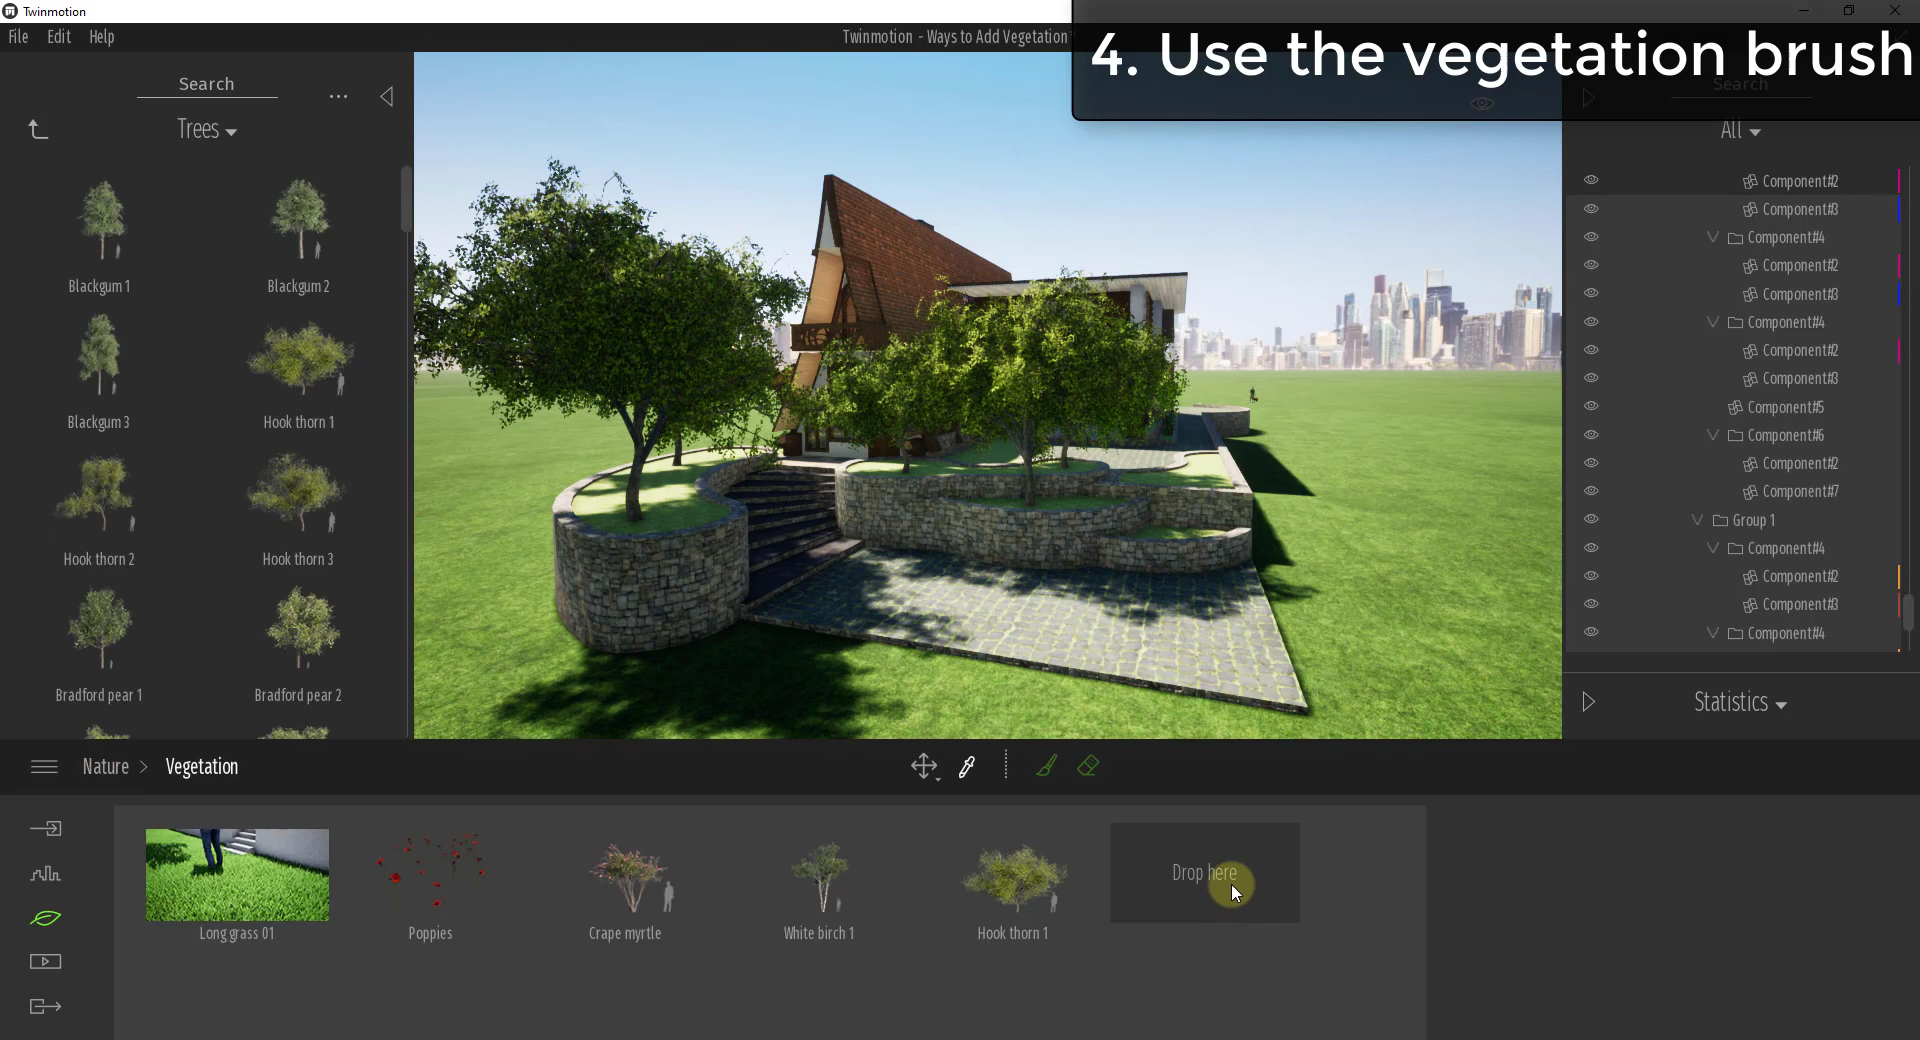 Twinmotion
File Edit Help
Twinmotion - Ways to Add Vegetation
4. Use the vegetation brush
Search
Trees
Blackgum 1
Blackgum 2
Blackgum 3
Hook thorn 1
Hook thorn 2
Hook thorn 3
Bradford pear 1
Bradford pear 2
Search
All
Component#2
Component#3
Component#4
Component#2
Component#3
Component#4
Component#2
Component#3
Component#5
Component#6
Component#2
Component#7
Group 1
Component#4
Component#2
Component#3
Component#4
Statistics
Nature > Vegetation
Long grass 01
Poppies
Crape myrtle
White birch 1
Hook thorn 1
Drop here